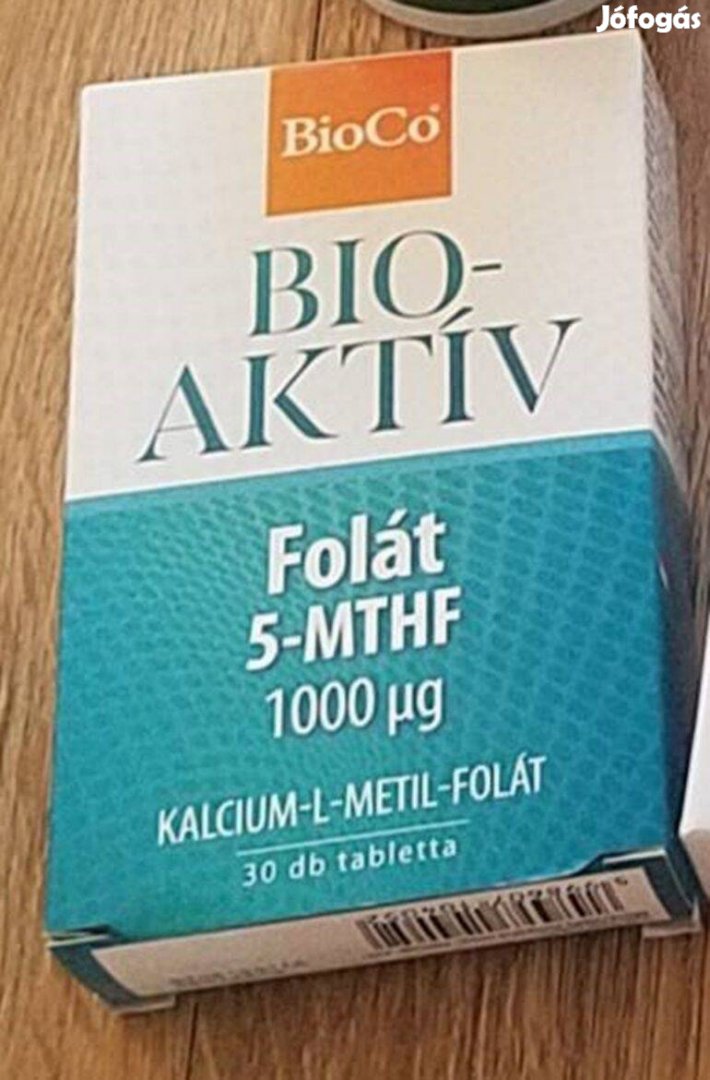 Jófogás
BioCo®
BIO-
AKTÍV
Folát
5-MTHF
1000 µg
KALCIUM-L-METIL-FOLÁT
30 db tabletta